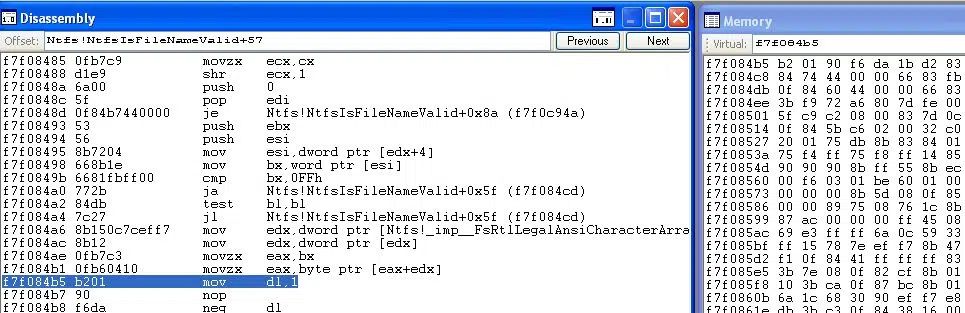 Disassembly
Memory
Offset: Ntfs!NtfsIsFileNameValid+57 Previous Next
Virtual: f7f084b5
f7f08485 0fb7c9 movzx ecx,cx
f7f08488 d1e9 shr ecx,1
f7f0848a 6a00 push 0
f7f0848c 5f pop edi
f7f0848d 0f84b7440000 je Ntfs!NtfsIsFileNameValid+0x8a (f7f0c94a)
f7f08493 53 push ebx
f7f08494 56 push esi
f7f08495 8b7204 mov esi,dword ptr [edx+4]
f7f08498 668b1e mov bx,word ptr [esi]
f7f0849b 6681fbff00 cmp bx,0FFh
f7f084a0 772b ja Ntfs!NtfsIsFileNameValid+0x5f (f7f084cd)
f7f084a2 84db test bl,bl
f7f084a4 7c27 jl Ntfs!NtfsIsFileNameValid+0x5f (f7f084cd)
f7f084a6 8b150c7ceff7 mov edx,dword ptr [Ntfs!_imp__FsRtlLegalAnsiCharacterArra
f7f084ac 8b12 mov edx,dword ptr [edx]
f7f084ae 0fb7c3 movzx eax,bx
f7f084b1 0fb60410 movzx eax,byte ptr [eax+edx]
f7f084b5 b201 mov dl,1
f7f084b7 90 nop
f7f084b8 f6da neg dl
f7f084b5 b2 01 90 f6 da 1b d2 83
f7f084c8 84 74 44 00 00 66 83 fb
f7f084db 0f 84 60 44 00 00 66 83
f7f084ee 3b f9 72 a6 80 7d fe 00
f7f08501 5f c9 c2 08 00 83 7d 0c
f7f08514 0f 84 5b c6 02 00 32 c0
f7f08527 20 01 75 db 8b 83 84 01
f7f0853a 75 f4 ff 75 f8 ff 14 85
f7f0854d 90 90 90 8b ff 55 8b ec
f7f08560 00 f6 03 01 be 60 01 00
f7f08573 00 00 00 8b 5d 08 0f 85
f7f08586 00 00 89 75 08 76 1c 8b
f7f08599 87 ac 00 00 00 ff 45 08
f7f085ac 69 e3 ff ff 6a 0c 59 33
f7f085bf ff 15 78 7e ef f7 8b 47
f7f085d2 f1 0f 84 41 ff ff ff 83
f7f085e5 3b 7e 08 0f 82 cf 6b 01
f7f085f8 10 3b ca 0f 87 bc 8b 01
f7f0860b 6a 1c 68 30 90 ef f7 e8
f7f0861e db 3b c3 0f 84 38 16 00